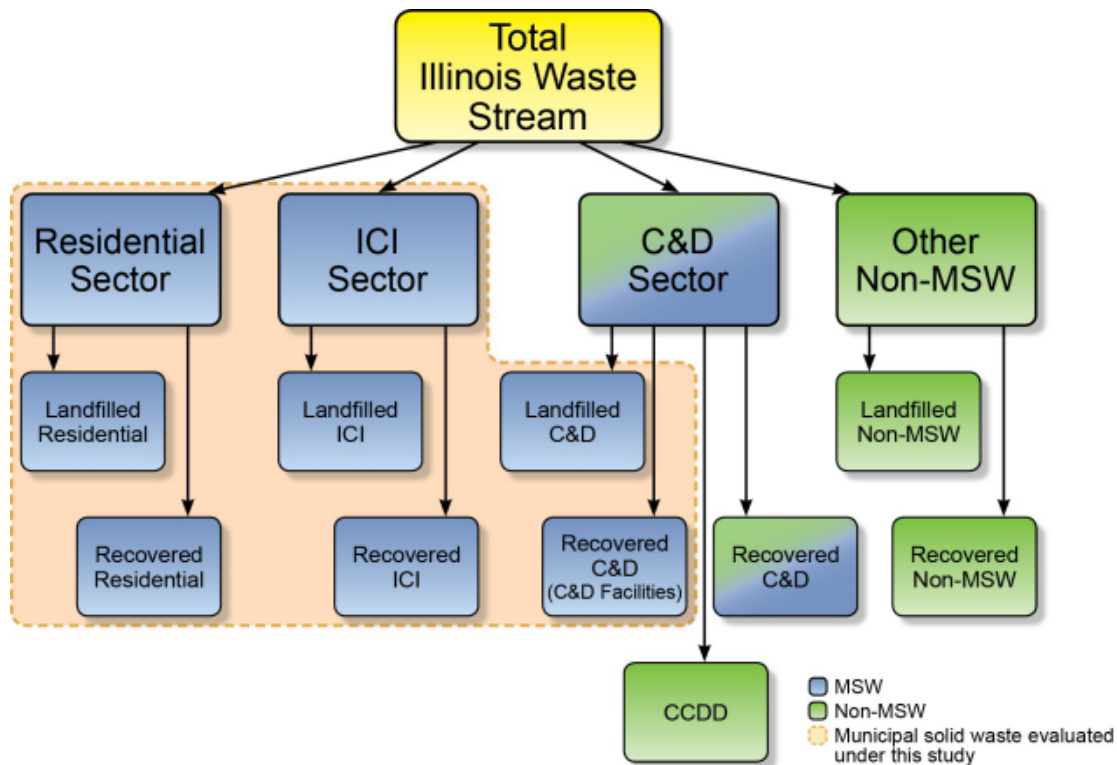 Total
Illinois Waste
Stream
Residential
Sector
ICI
Sector
C&D
Sector
Other
Non-MSW
Landfilled
Residential
Landfilled
ICI
Landfilled
C&D
Landfilled
Non-MSW
Recovered
Residential
Recovered
ICI
Recovered
C&D
(C&D Facilities)
Recovered
C&D
Recovered
Non-MSW
CCDD
MSW
Non-MSW
Municipal solid waste evaluated
under this study